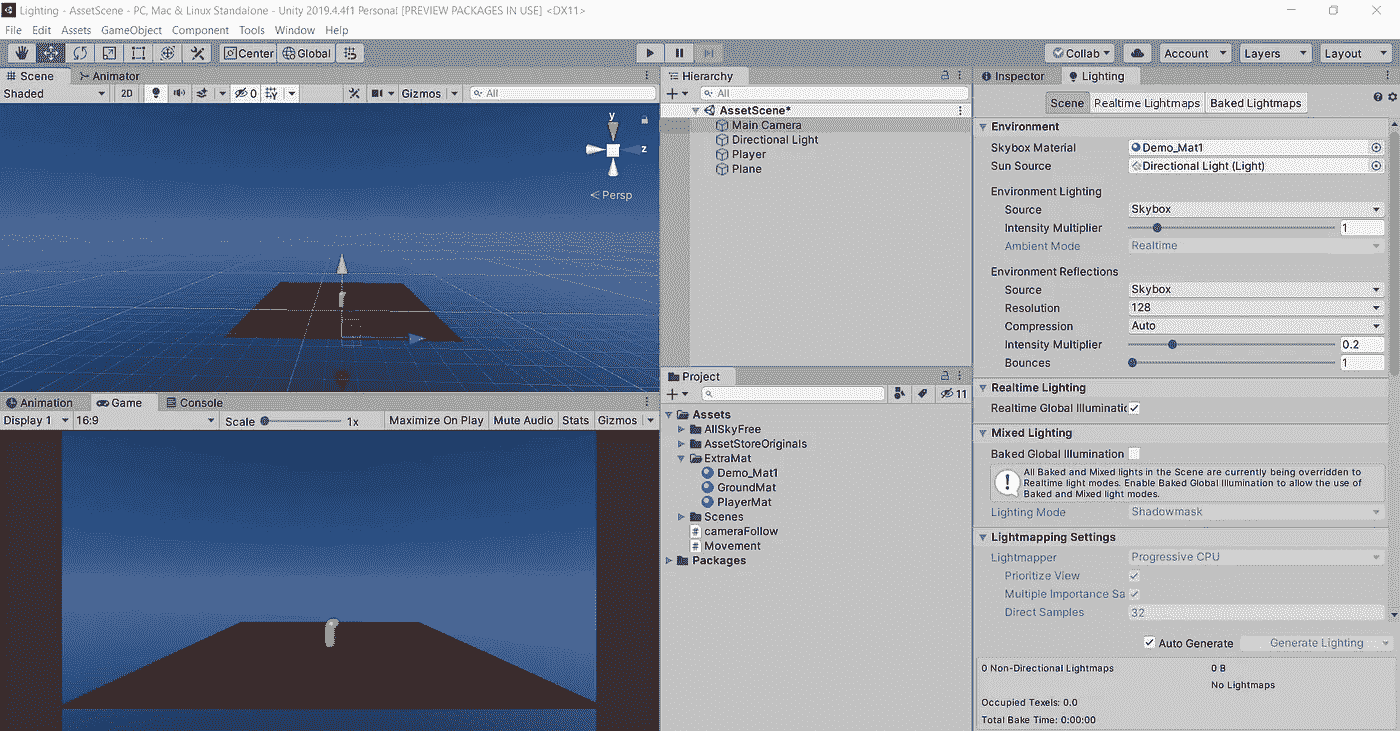 Lighting - AssetScene - PC, Mac & Linux Standalone - Unity 2019.4.4f1 Personal [PREVIEW PACKAGES IN USE] <DX11>
File Edit Assets GameObject Component Tools Window Help
Center Global Collab Account Layers Layout
Scene Animator
Shaded 2D 0 Gizmos All
y
z
< Persp
Animation Game Console
Display 1 16:9 Scale 1x Maximize On Play Mute Audio Stats Gizmos
Hierarchy
+ All
AssetScene*
Main Camera
Directional Light
Player
Plane
Project
+ 11
Assets
AllSkyFree
AssetStoreOriginals
ExtraMat
Demo_Mat1
GroundMat
PlayerMat
Scenes
# cameraFollow
# Movement
Packages
Inspector Lighting
Scene Realtime Lightmaps Baked Lightmaps
Environment
Skybox Material Demo_Mat1
Sun Source Directional Light (Light)
Environment Lighting
Source Skybox
Intensity Multiplier 1
Ambient Mode Realtime
Environment Reflections
Source Skybox
Resolution 128
Compression Auto
Intensity Multiplier 0.2
Bounces 1
Realtime Lighting
Realtime Global Illuminati
Mixed Lighting
Baked Global Illumination
All Baked and Mixed lights in the Scene are currently being overridden to
Realtime light modes. Enable Baked Global Illumination to allow the use of
Baked and Mixed light modes.
Lighting Mode Shadowmask
Lightmapping Settings
Lightmapper Progressive CPU
Prioritize View
Multiple Importance Sa
Direct Samples 32
Auto Generate Generate Lighting
0 Non-Directional Lightmaps 0 B
No Lightmaps
Occupied Texels: 0.0
Total Bake Time: 0:00:00